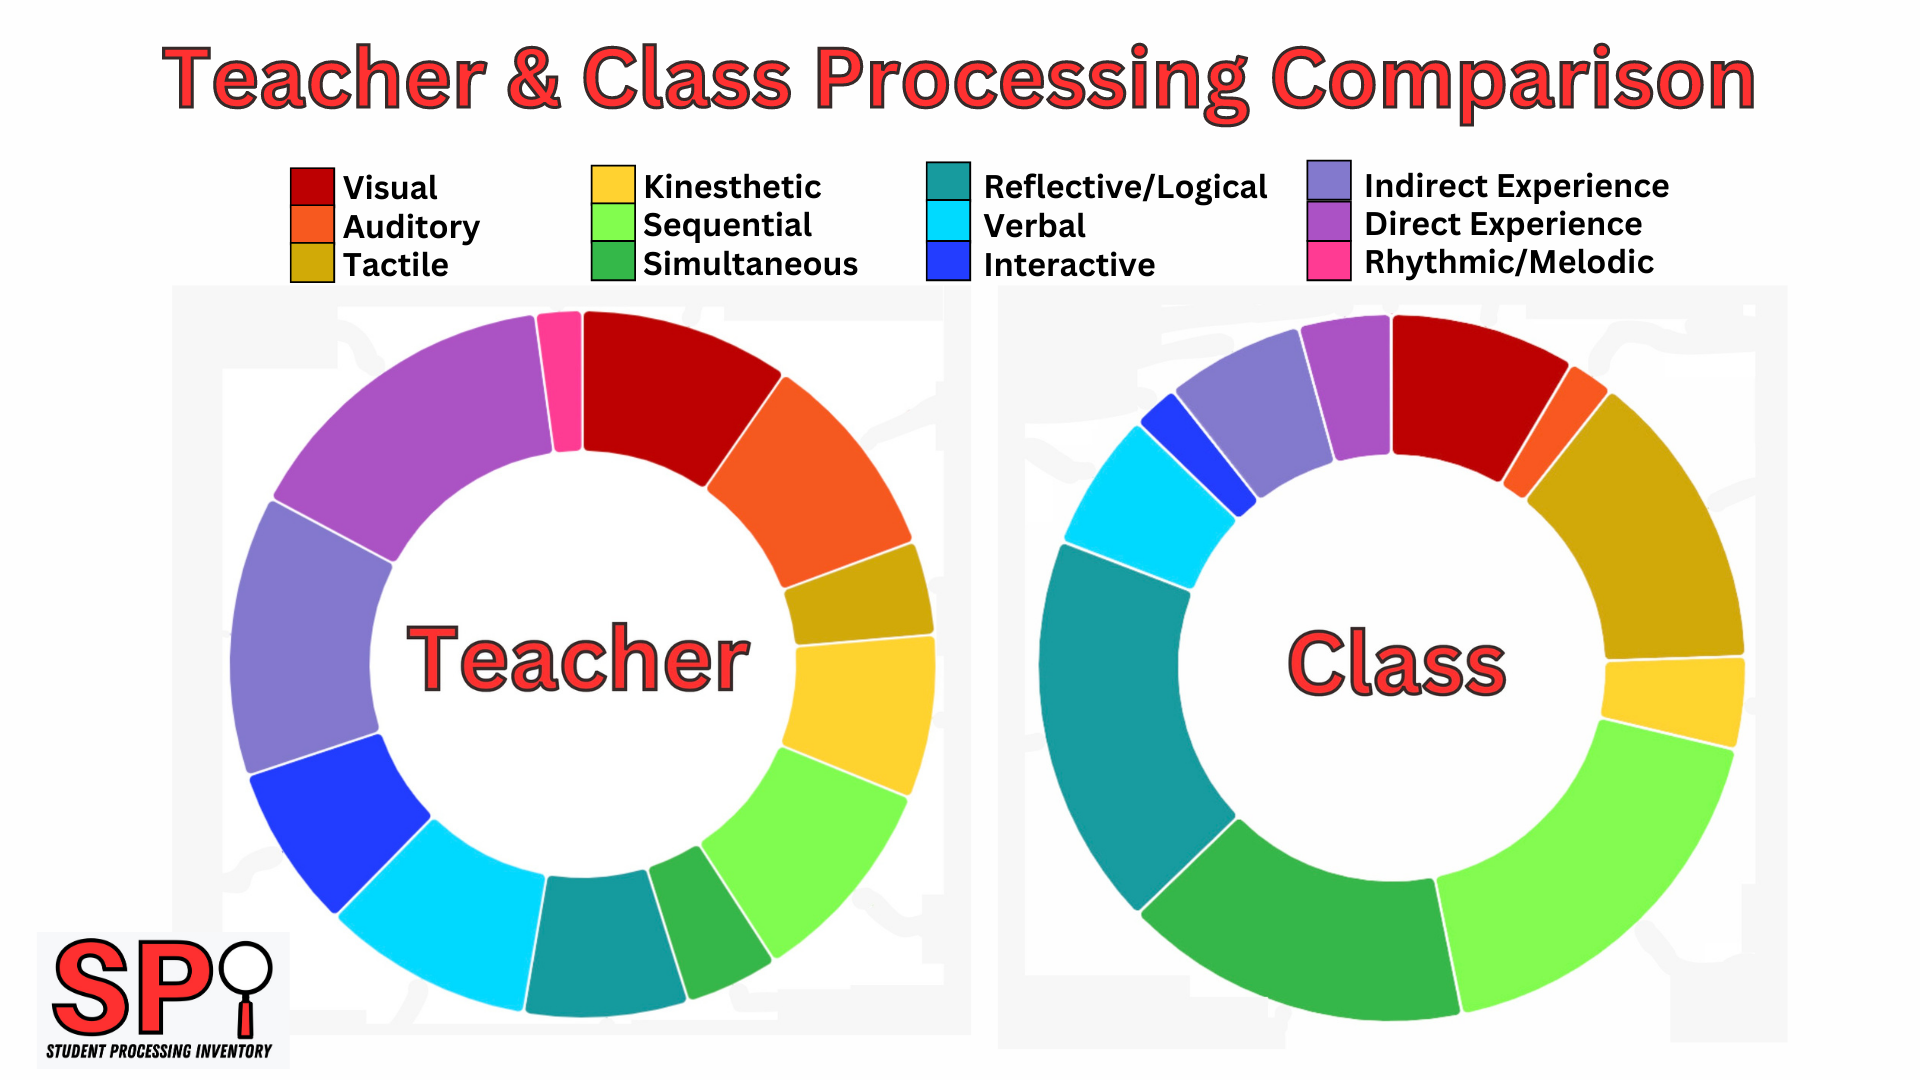 Teacher & Class Processing Comparison
Visual
Auditory
Tactile
Kinesthetic
Sequential
Simultaneous
Reflective/Logical
Verbal
Interactive
Indirect Experience
Direct Experience
Rhythmic/Melodic
Teacher
Class
SPi
STUDENT PROCESSING INVENTORY